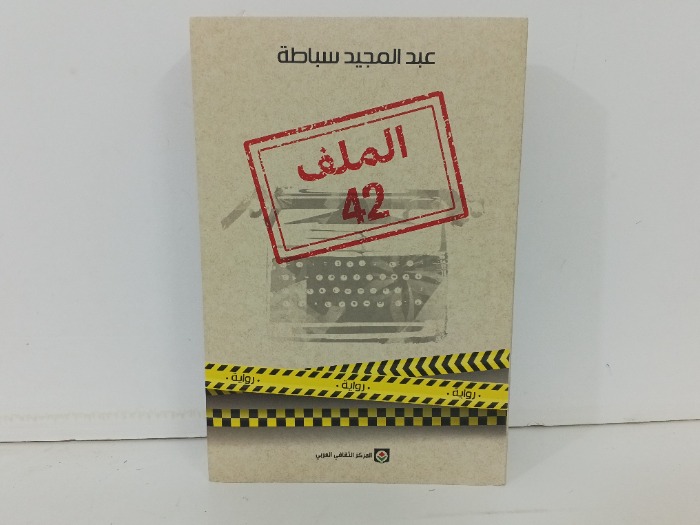 عبد المجيد سباطة
الملف
42
رواية
رواية
رواية
المركز الثقافي العربي